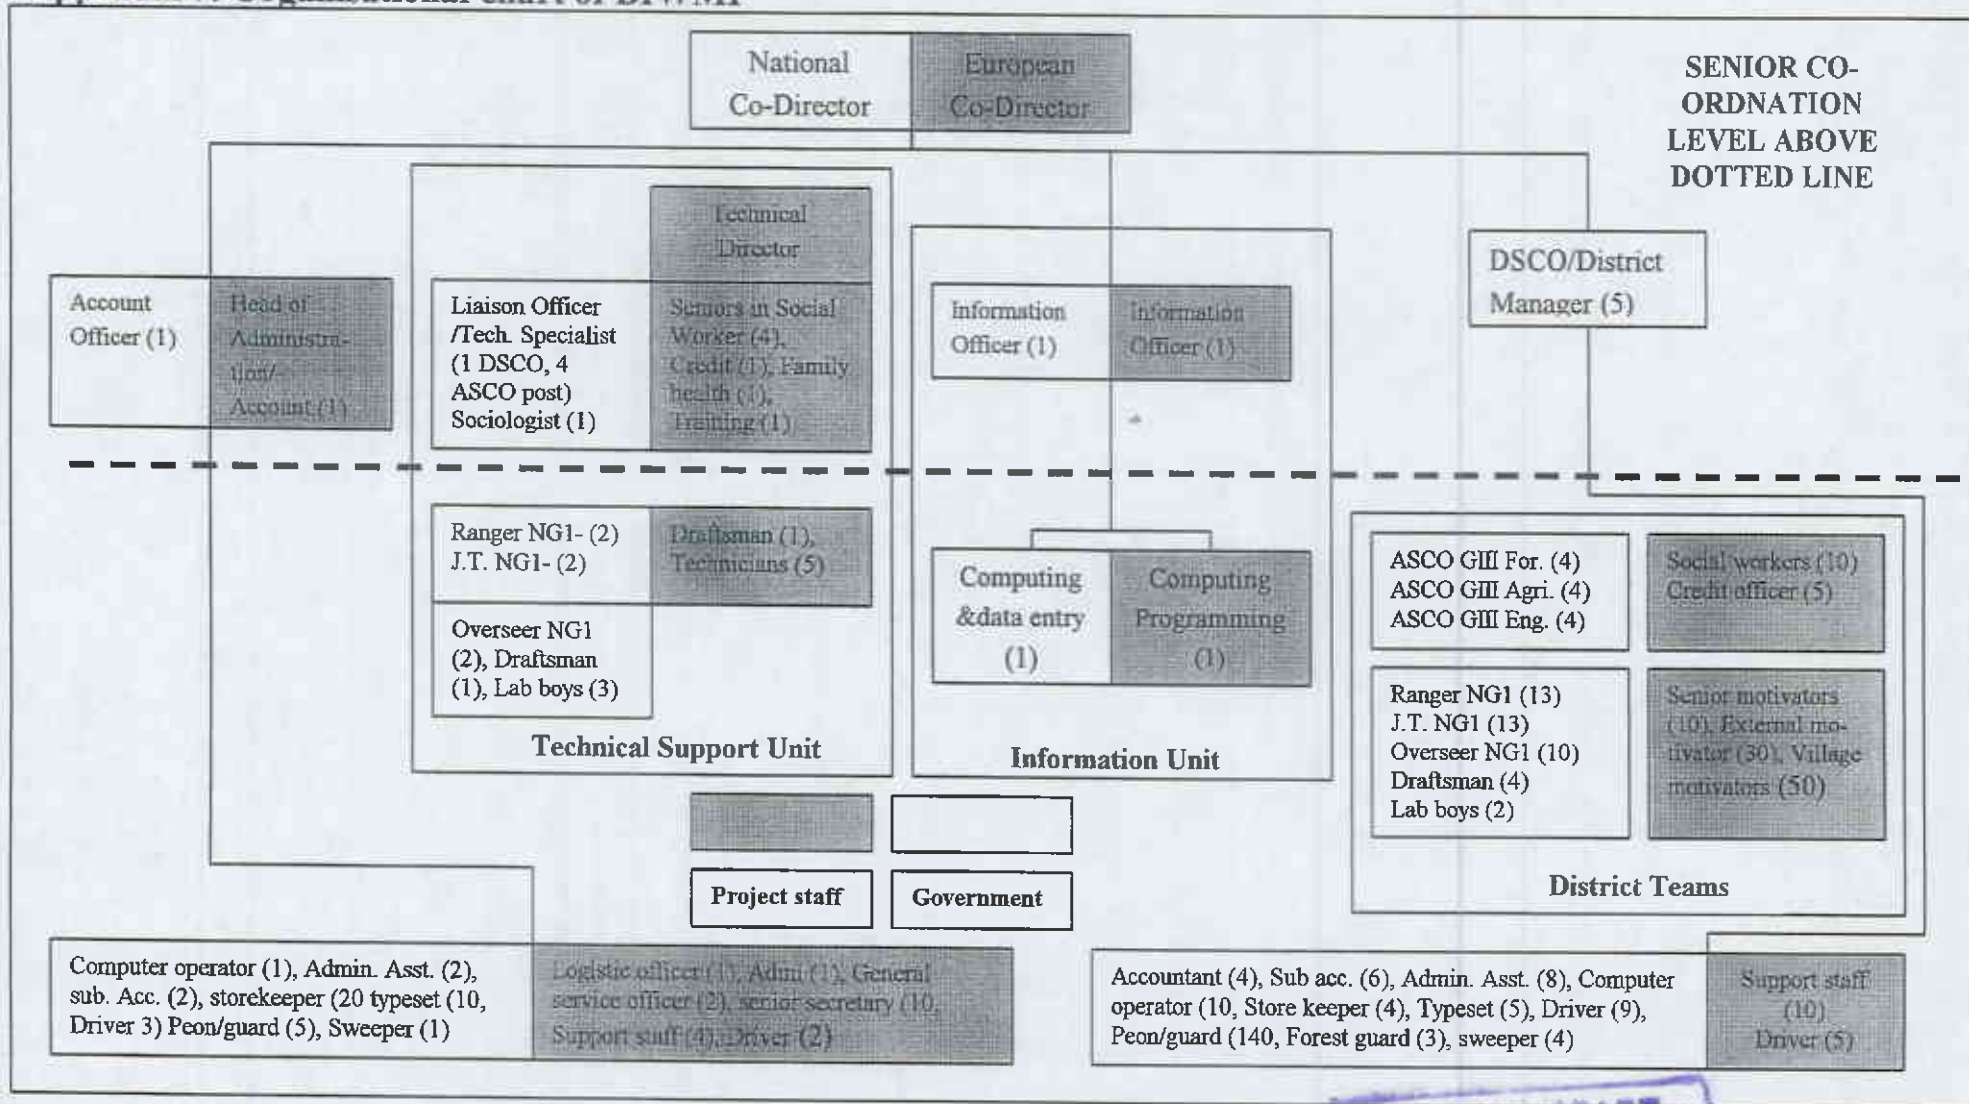 National
Co-Director
European
Co-Director
SENIOR CO-
ORDNATION
LEVEL ABOVE
DOTTED LINE
Account
Officer (1)
Head of
Administra-
tion/-
Account (1)
Technical
Director
Liaison Officer
/Tech. Specialist
(1 DSCO, 4
ASCO post)
Sociologist (1)
Seniors in Social
Worker (4),
Credit (1), Family
health (1),
Training (1)
Information
Officer (1)
Information
Officer (1)
DSCO/District
Manager (5)
Ranger NG1- (2)
J.T. NG1- (2)
Draftsman (1),
Technicians (5)
Overseer NG1
(2), Draftsman
(1), Lab boys (3)
Technical Support Unit
Computing
&data entry
(1)
Computing
Programming
(1)
Information Unit
ASCO GIII For. (4)
ASCO GIII Agri. (4)
ASCO GIII Eng. (4)
Social workers (10)
Credit officer (5)
Ranger NG1 (13)
J.T. NG1 (13)
Overseer NG1 (10)
Draftsman (4)
Lab boys (2)
Senior motivators
(10), External mo-
tivator (30), Village
motivators (50)
District Teams
Project staff
Government
Computer operator (1), Admin. Asst. (2),
sub. Acc. (2), storekeeper (20 typeset (10,
Driver 3) Peon/guard (5), Sweeper (1)
Logistic officer (1), Admi (1), General
service officer (2), senior secretary (10,
Support staff (4), Driver (2)
Accountant (4), Sub acc. (6), Admin. Asst. (8), Computer
operator (10, Store keeper (4), Typeset (5), Driver (9),
Peon/guard (140, Forest guard (3), sweeper (4)
Support staff
(10)
Driver (5)